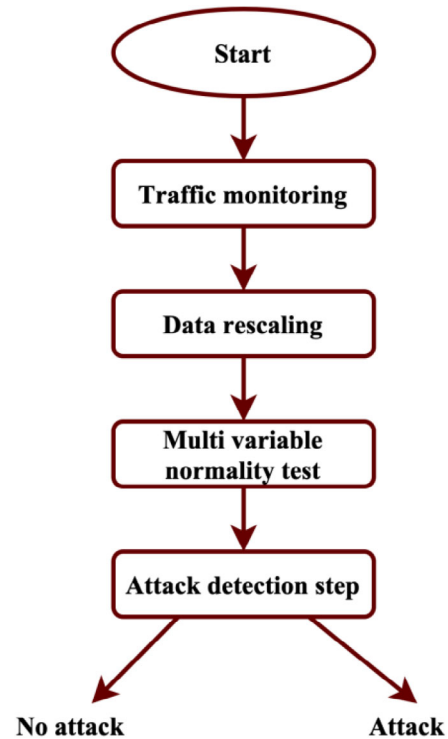 Start
Traffic monitoring
Data rescaling
Multi variable
normality test
Attack detection step
No attack
Attack